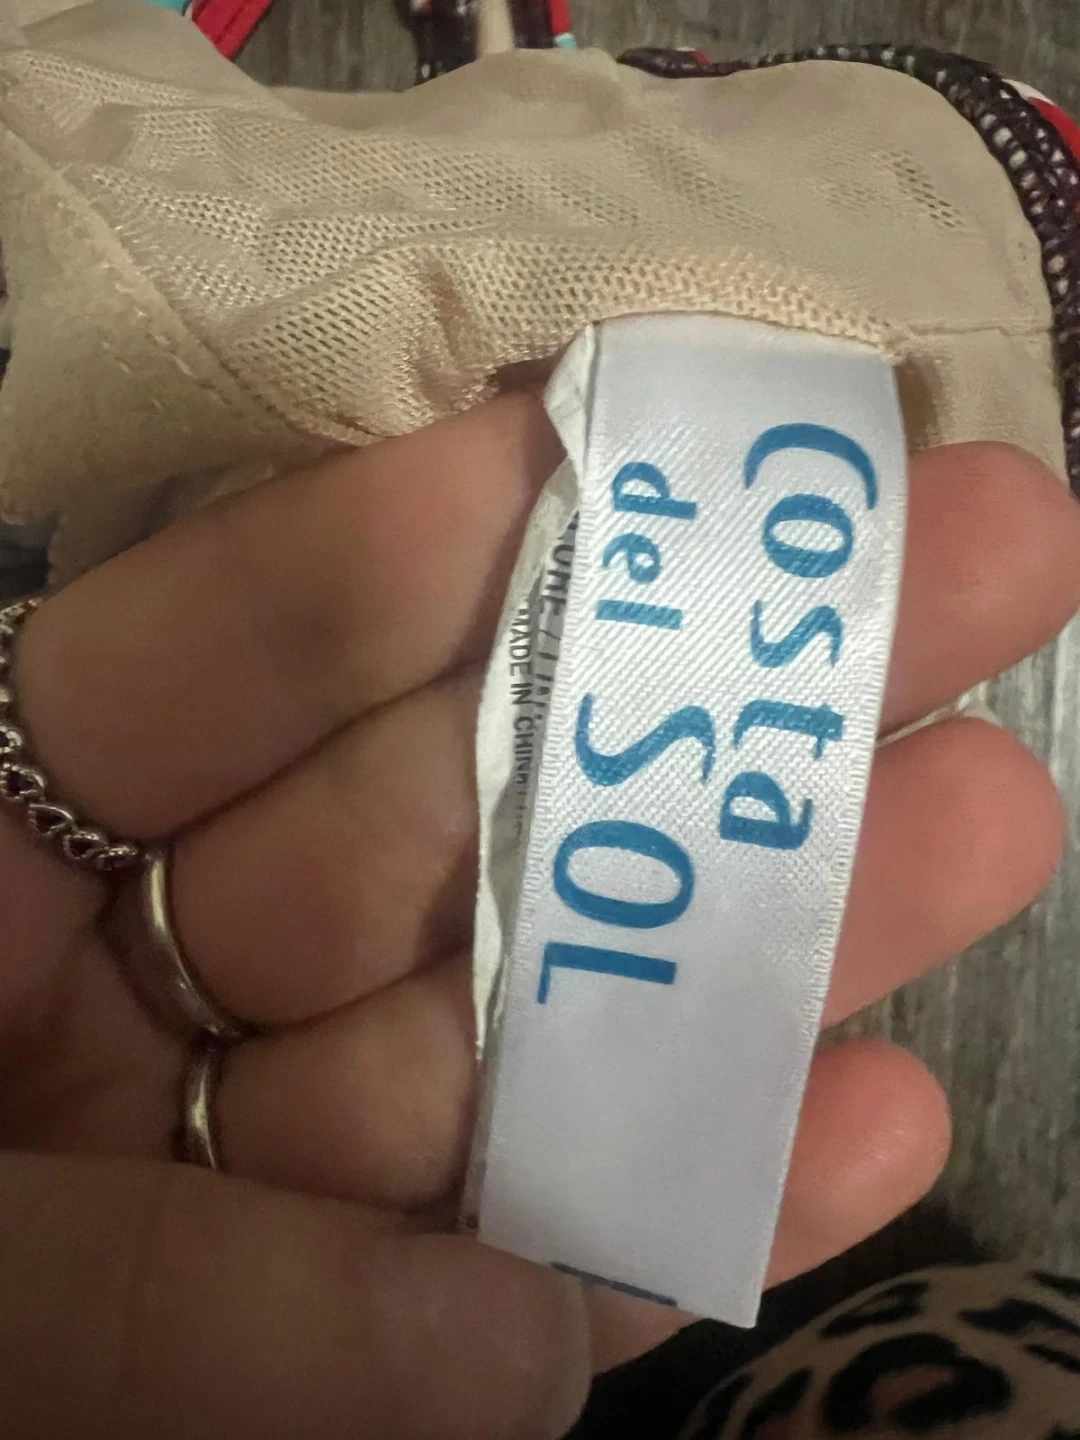 Costa
del Sol
MADE IN CHINA